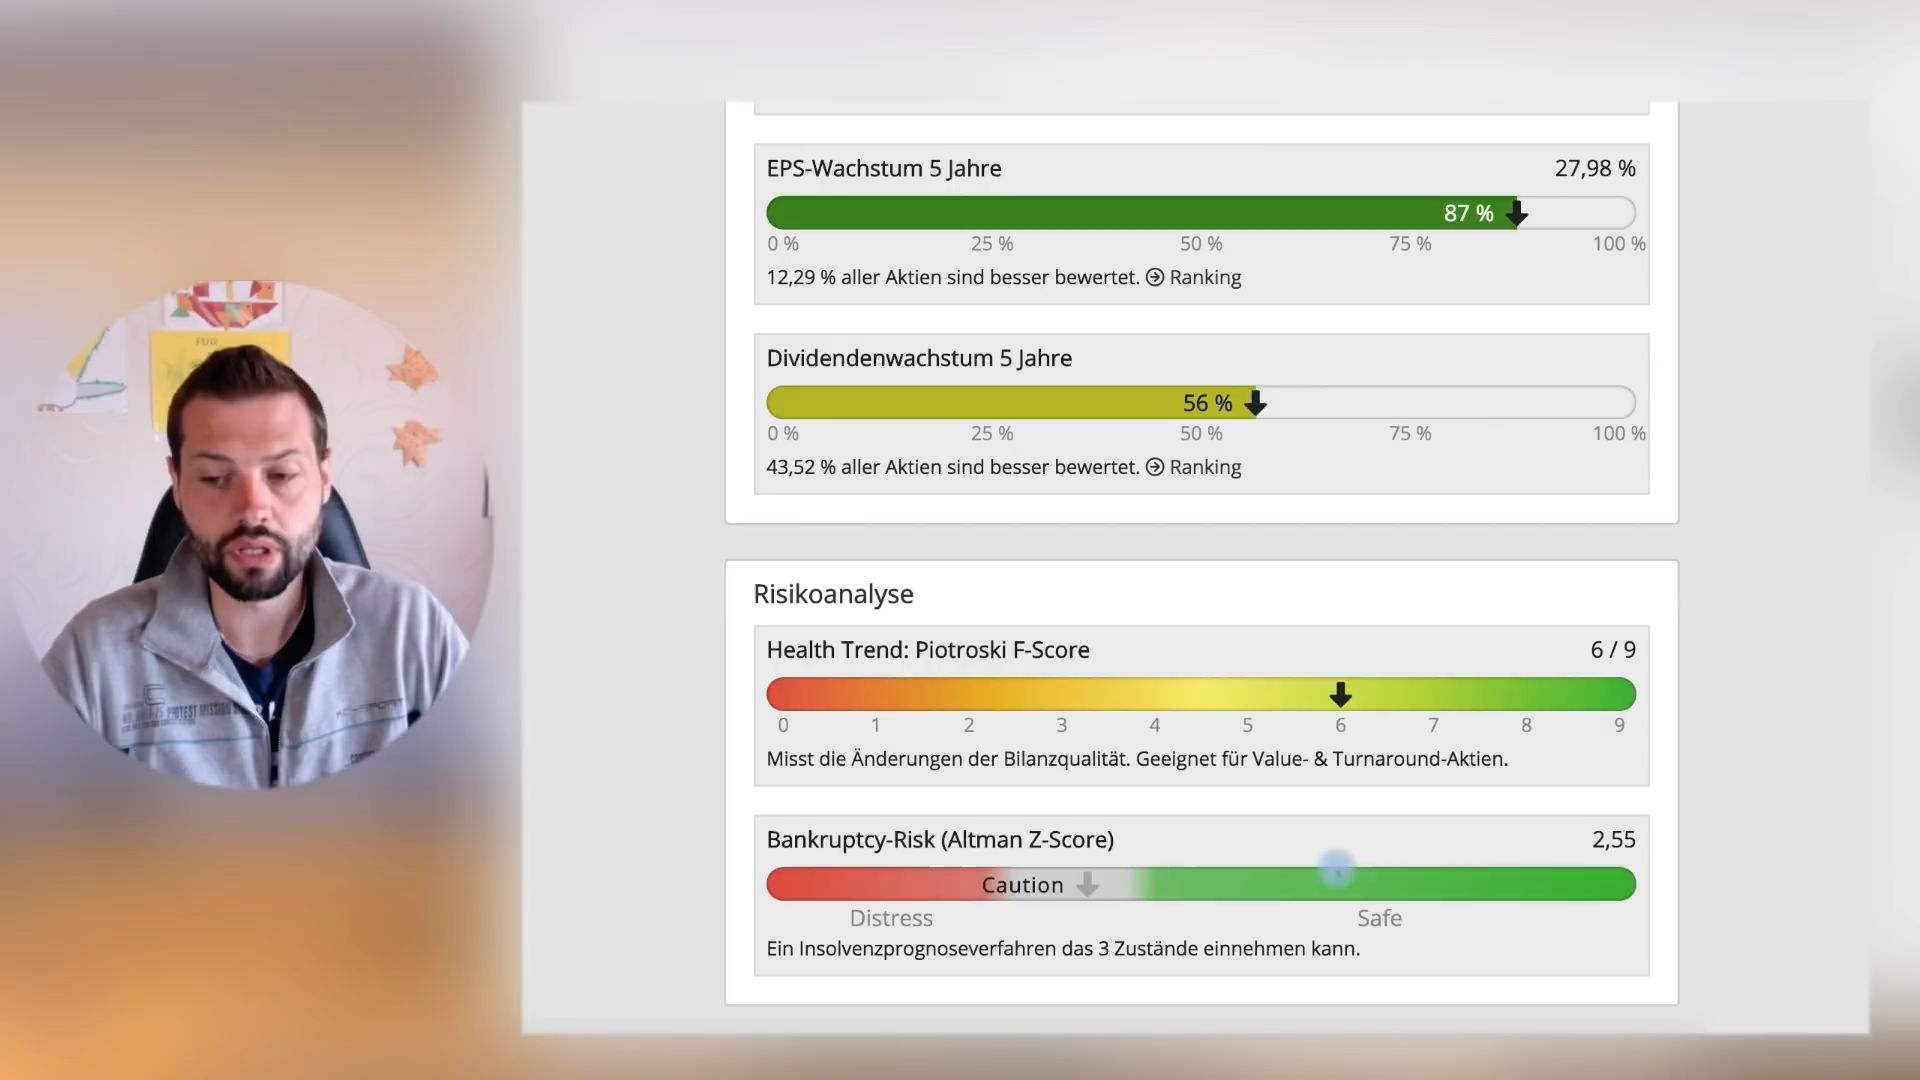 EPS-Wachstum 5 Jahre 27,98 %
87 %
0 % 25 % 50 % 75 % 100 %
12,29 % aller Aktien sind besser bewertet. Ranking
Dividendenwachstum 5 Jahre
56 %
0 % 25 % 50 % 75 % 100 %
43,52 % aller Aktien sind besser bewertet. Ranking
Risikoanalyse
Health Trend: Piotroski F-Score 6 / 9
0 1 2 3 4 5 6 7 8 9
Misst die Änderungen der Bilanzqualität. Geeignet für Value- & Turnaround-Aktien.
Bankruptcy-Risk (Altman Z-Score) 2,55
Caution
Distress Safe
Ein Insolvenzprognoseverfahren das 3 Zustände einnehmen kann.